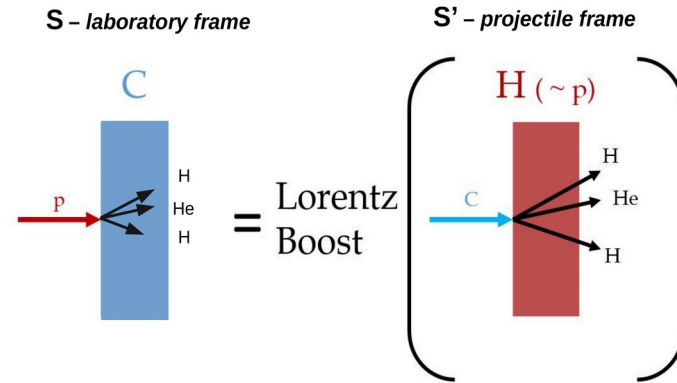 S – laboratory frame
S' – projectile frame
C
H ( ~ p)
p
H
He
H
= Lorentz
Boost
C
H
He
H